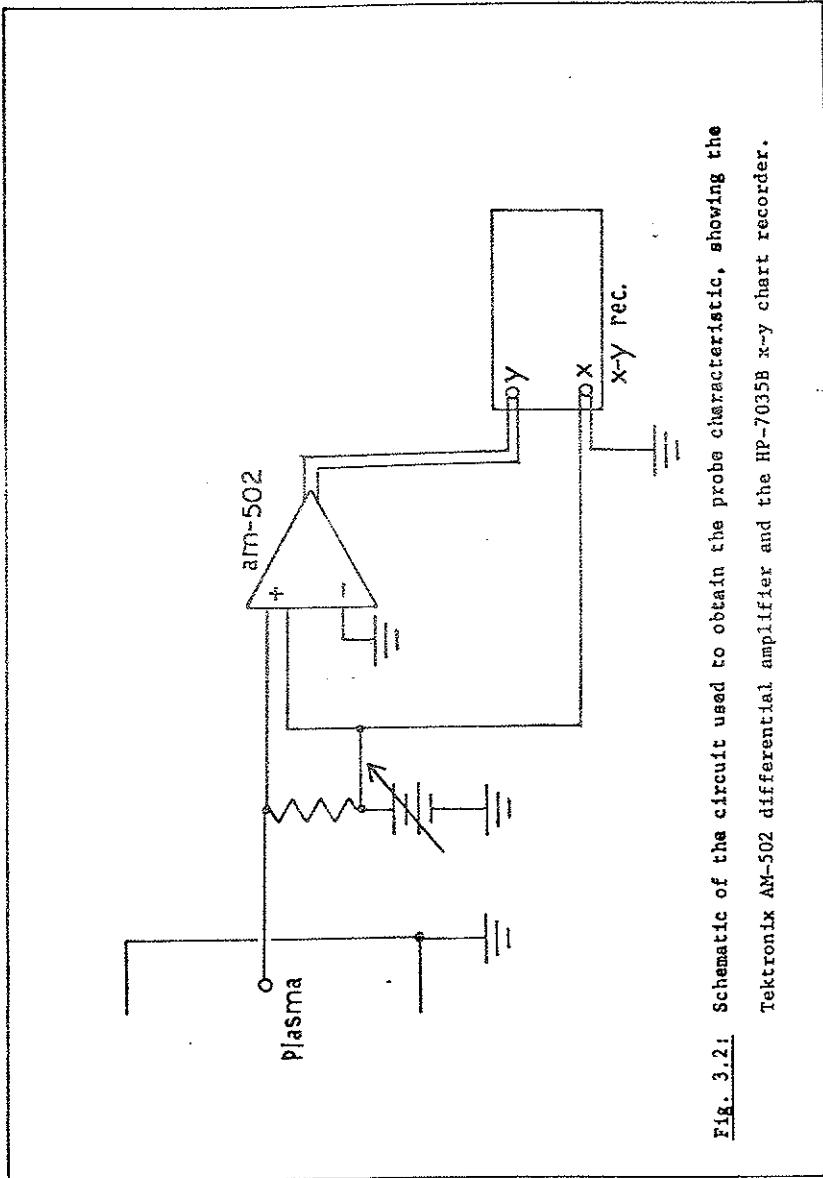 am-502
+
−
Plasma
y
x
x-y rec.
Fig. 3.2: Schematic of the circuit used to obtain the probe characteristic, showing the
Tektronix AM-502 differential amplifier and the HP-7035B x-y chart recorder.